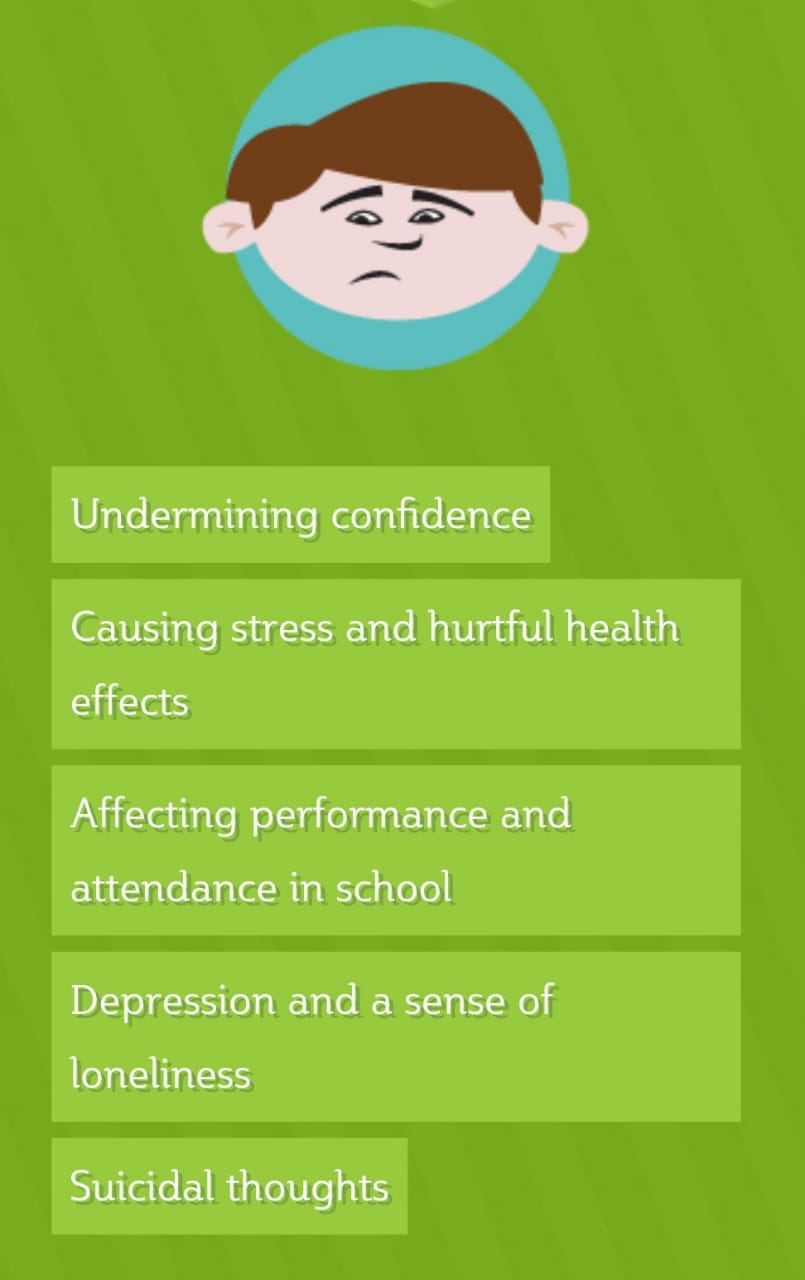 Undermining confidence
Causing stress and hurtful health
effects
Affecting performance and
attendance in school
Depression and a sense of
loneliness
Suicidal thoughts